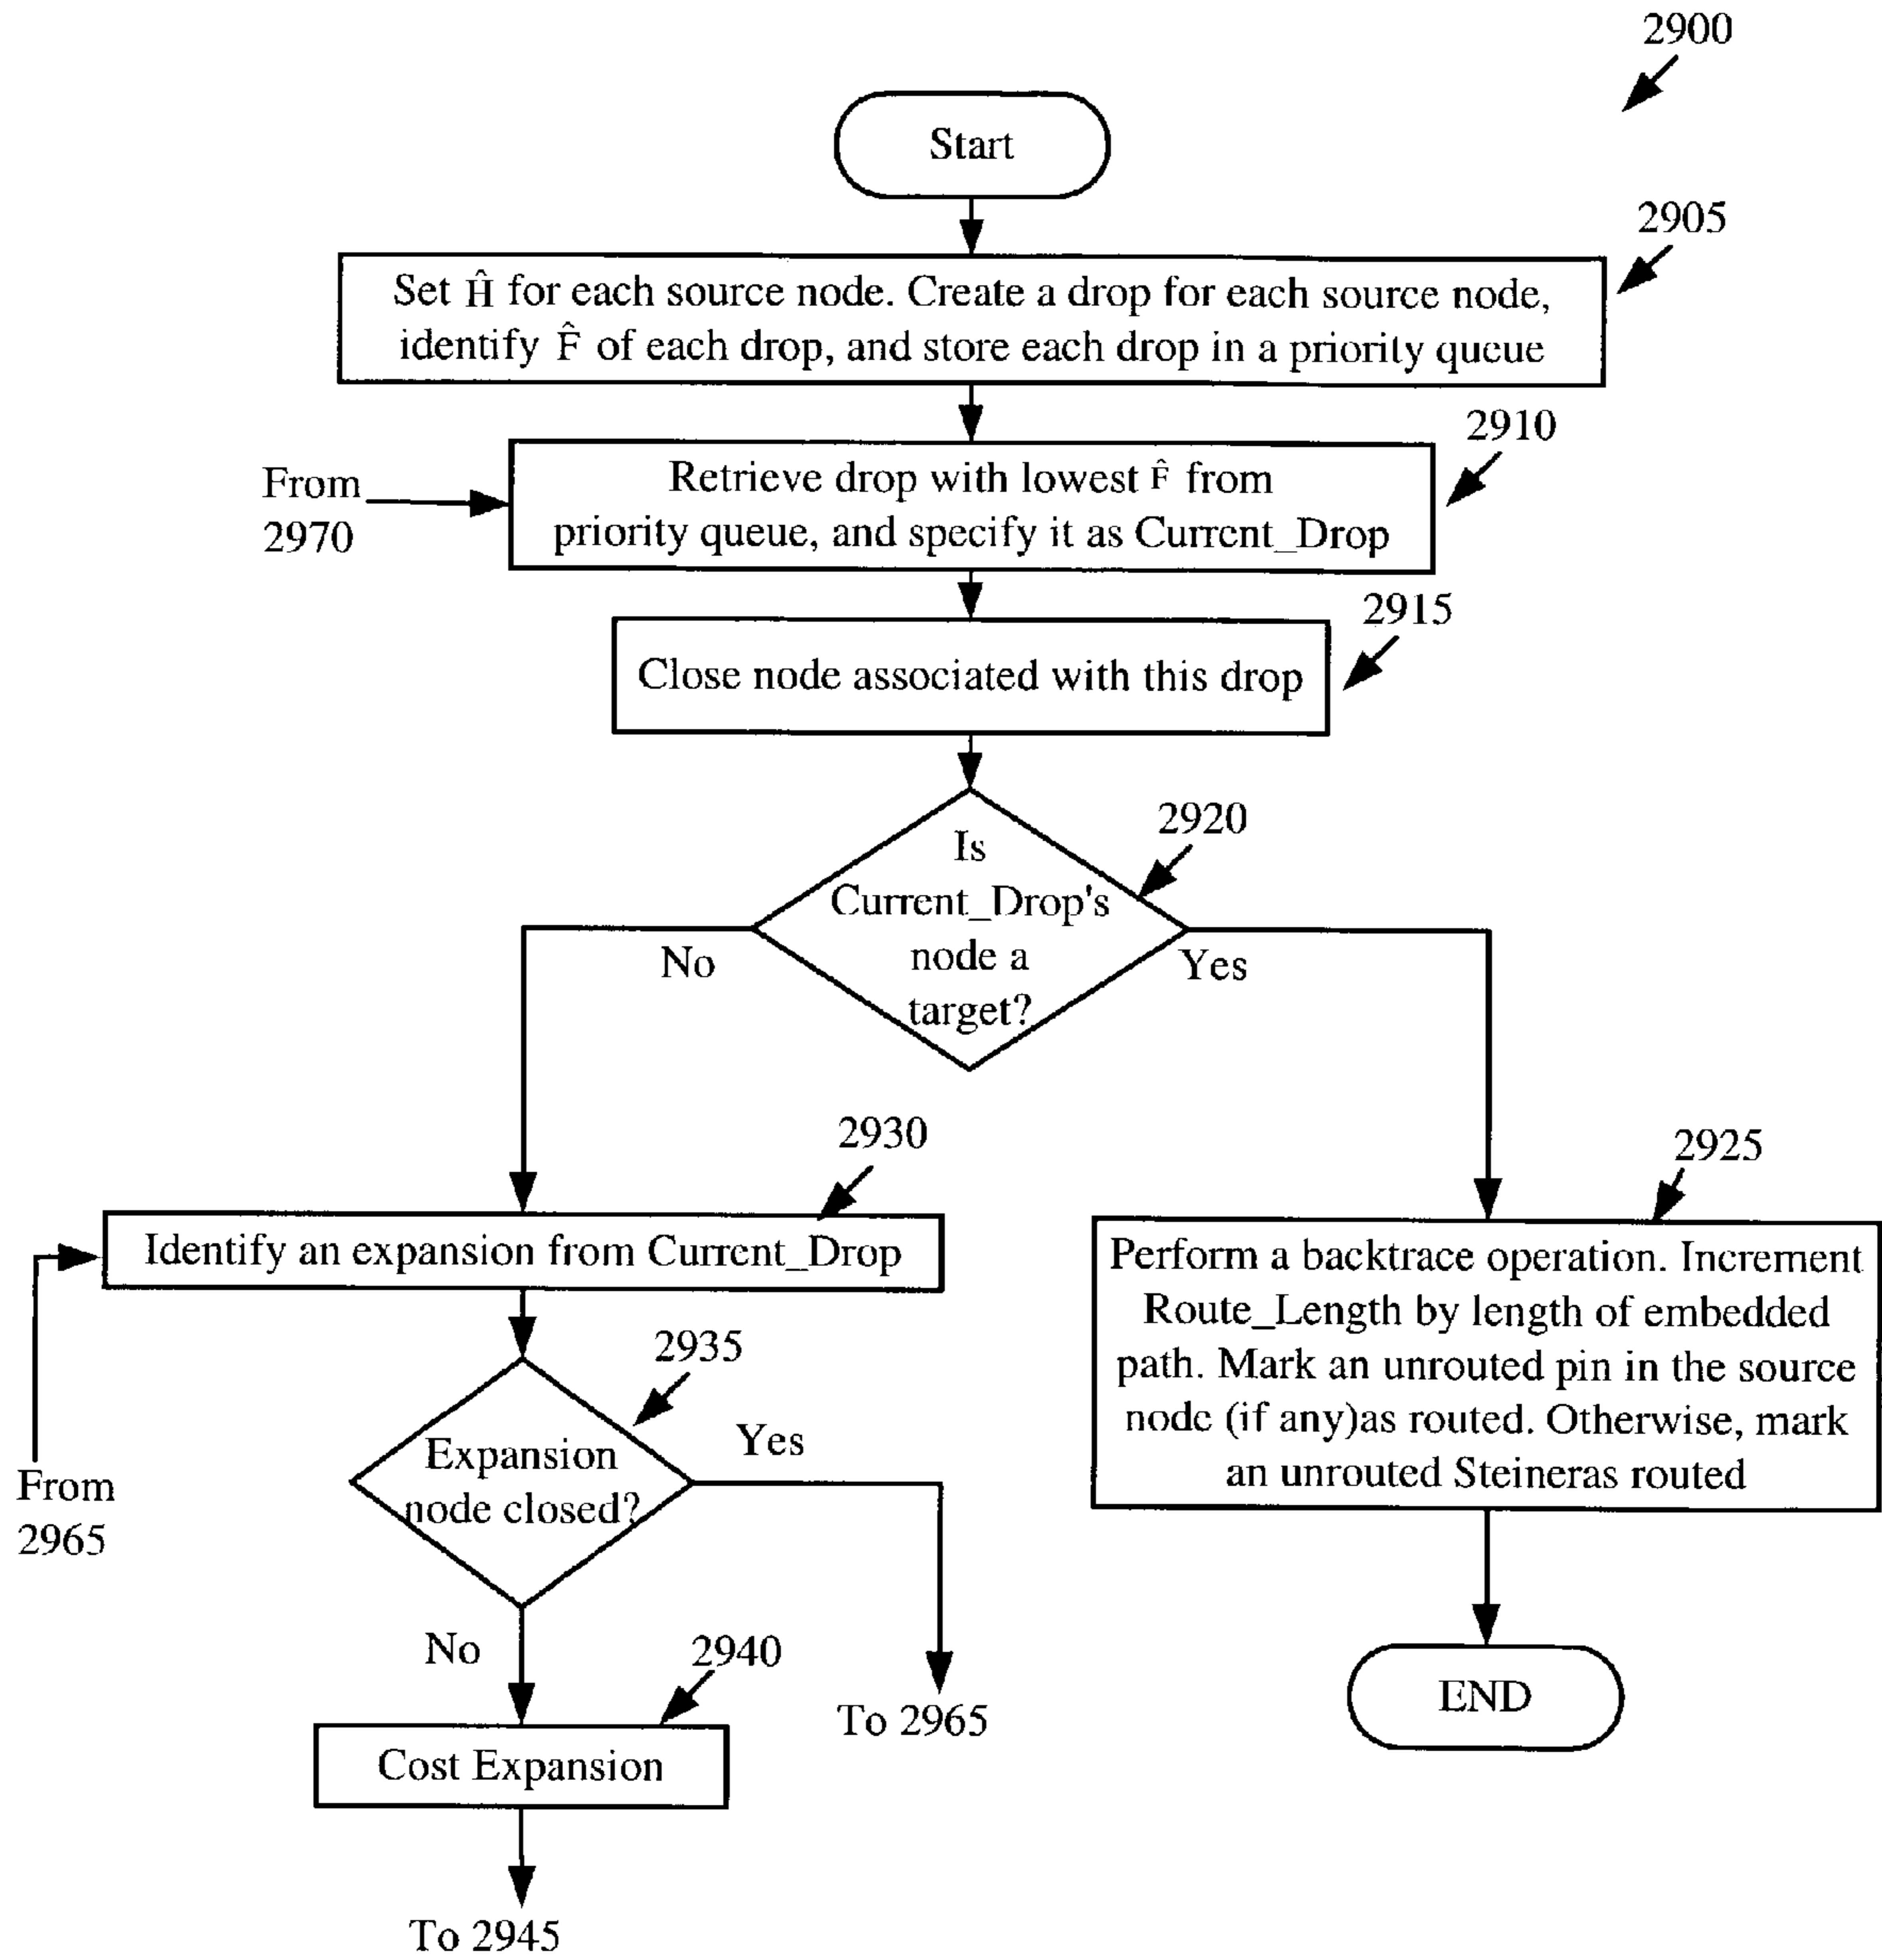 2900
Start
2905
Set Ĥ for each source node. Create a drop for each source node,
identify F̂ of each drop, and store each drop in a priority queue
2910
From
2970
Retrieve drop with lowest F̂ from
priority queue, and specify it as Current_Drop
2915
Close node associated with this drop
2920
Is
Current_Drop's
node a
target?
No
Yes
2930
Identify an expansion from Current_Drop
2925
Perform a backtrace operation. Increment
Route_Length by length of embedded
path. Mark an unrouted pin in the source
node (if any)as routed. Otherwise, mark
an unrouted Steineras routed
2935
Expansion
node closed?
Yes
From
2965
No
2940
To 2965
Cost Expansion
END
To 2945